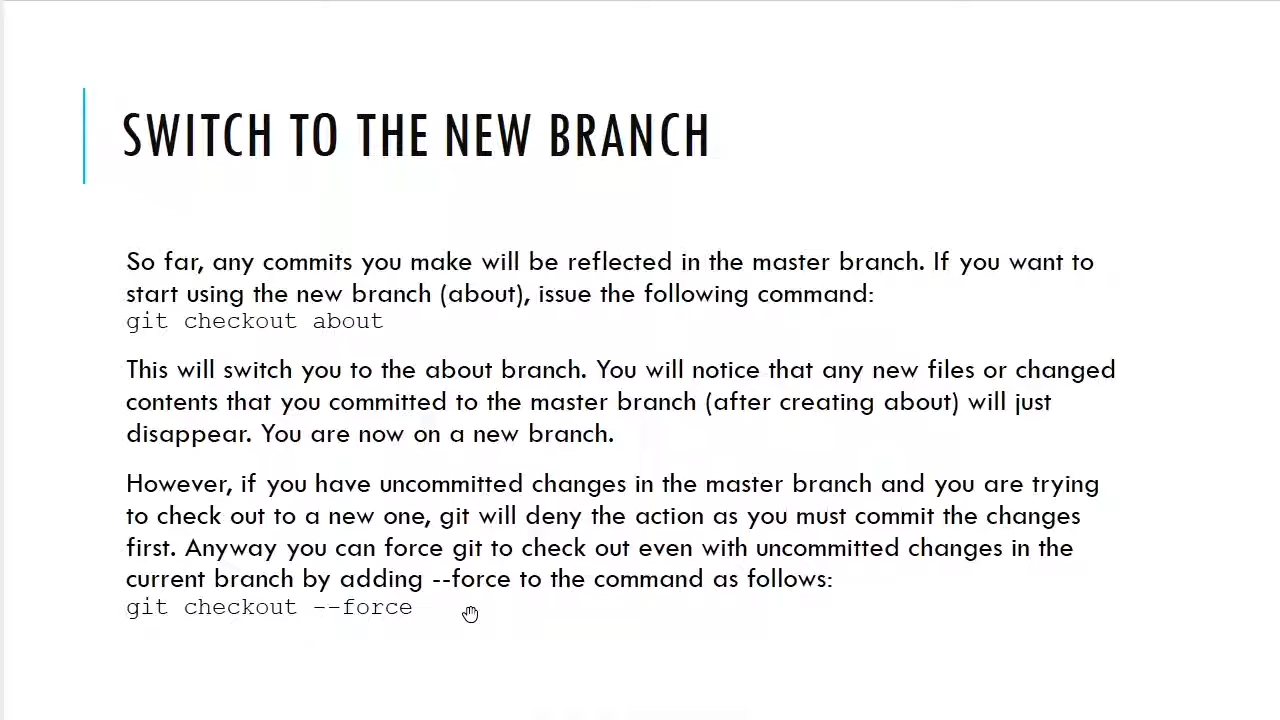 SWITCH TO THE NEW BRANCH
So far, any commits you make will be reflected in the master branch. If you want to
start using the new branch (about), issue the following command:
git checkout about
This will switch you to the about branch. You will notice that any new files or changed
contents that you committed to the master branch (after creating about) will just
disappear. You are now on a new branch.
However, if you have uncommitted changes in the master branch and you are trying
to check out to a new one, git will deny the action as you must commit the changes
first. Anyway you can force git to check out even with uncommitted changes in the
current branch by adding --force to the command as follows:
git checkout --force